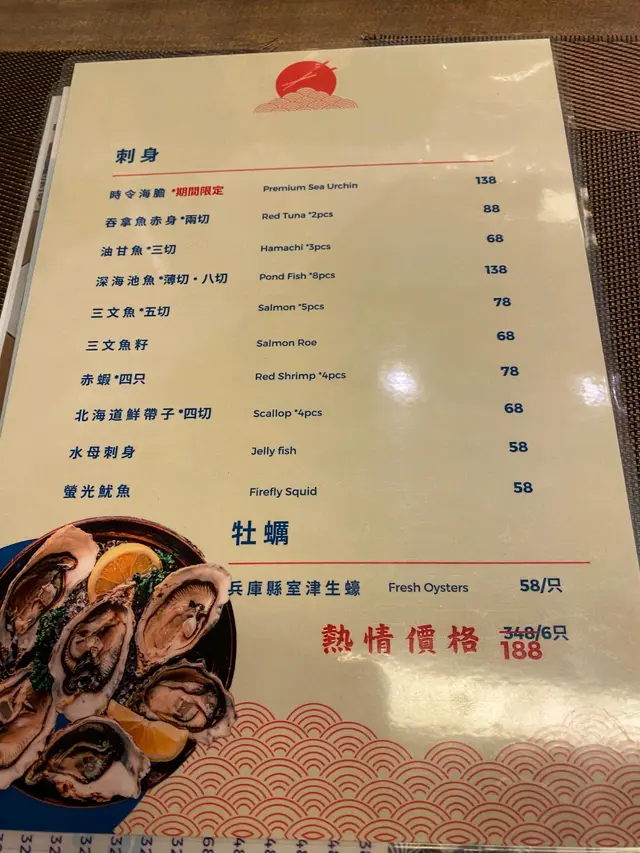 刺身
時令海膽 *期間限定 Premium Sea Urchin 138
吞拿魚赤身*兩切 Red Tuna *2pcs 88
油甘魚*三切 Hamachi *3pcs 68
深海池魚*薄切・八切 Pond Fish *8pcs 138
三文魚*五切 Salmon *5pcs 78
三文魚籽 Salmon Roe 68
赤蝦*四只 Red Shrimp *4pcs 78
北海道鮮帶子*四切 Scallop *4pcs 68
水母刺身 Jelly fish 58
螢光魷魚 Firefly Squid 58
牡蠣
兵庫縣室津生蠔 Fresh Oysters 58/只
熱情價格 348/6只
188